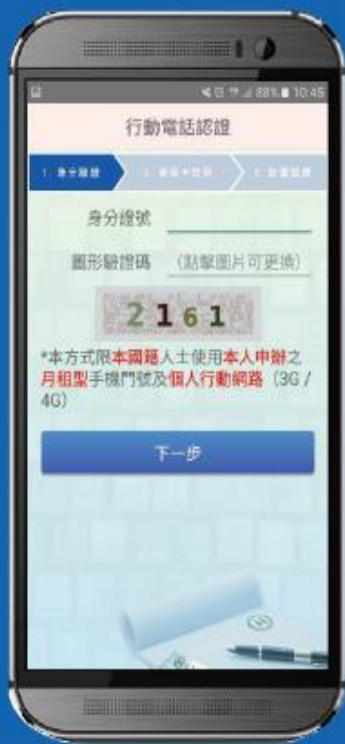 88% 10:45
行動電話認證
1. 身分驗證
身分證號
圖形驗證碼 (點擊圖片可更換)
2161
*本方式限本國籍人士使用本人申辦之
月租型手機門號及個人行動網路（3G /
4G）
下一步